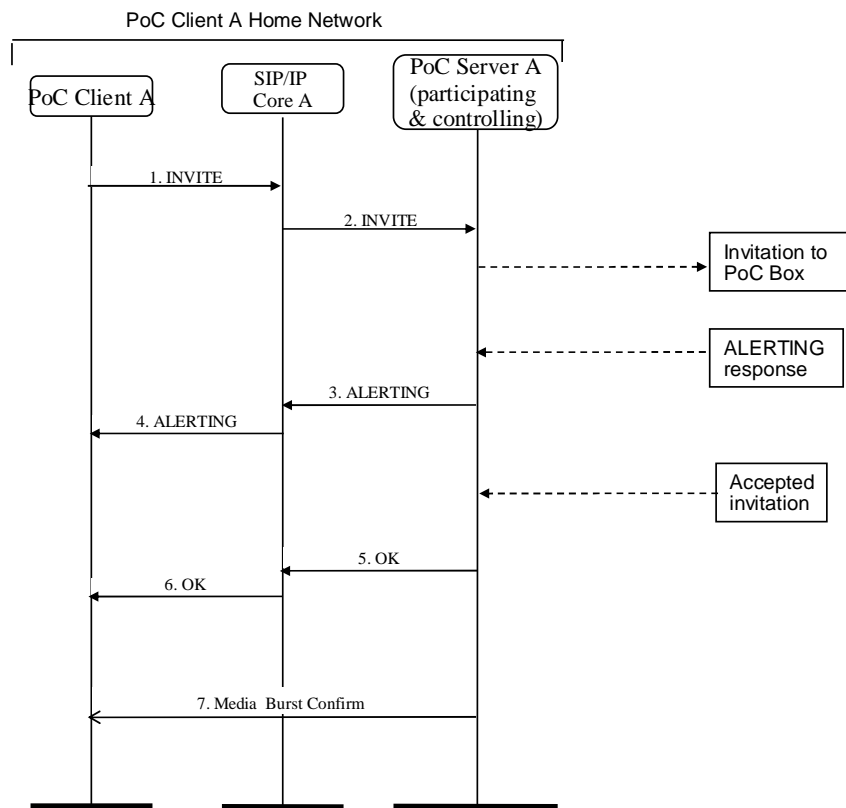 PoC Client A Home Network
PoC Client A
SIP/IP
Core A
PoC Server A
(participating
& controlling)
1. INVITE
2. INVITE
Invitation to
PoC Box
ALERTING
response
3. ALERTING
4. ALERTING
Accepted
invitation
5. OK
6. OK
7. Media Burst Confirm